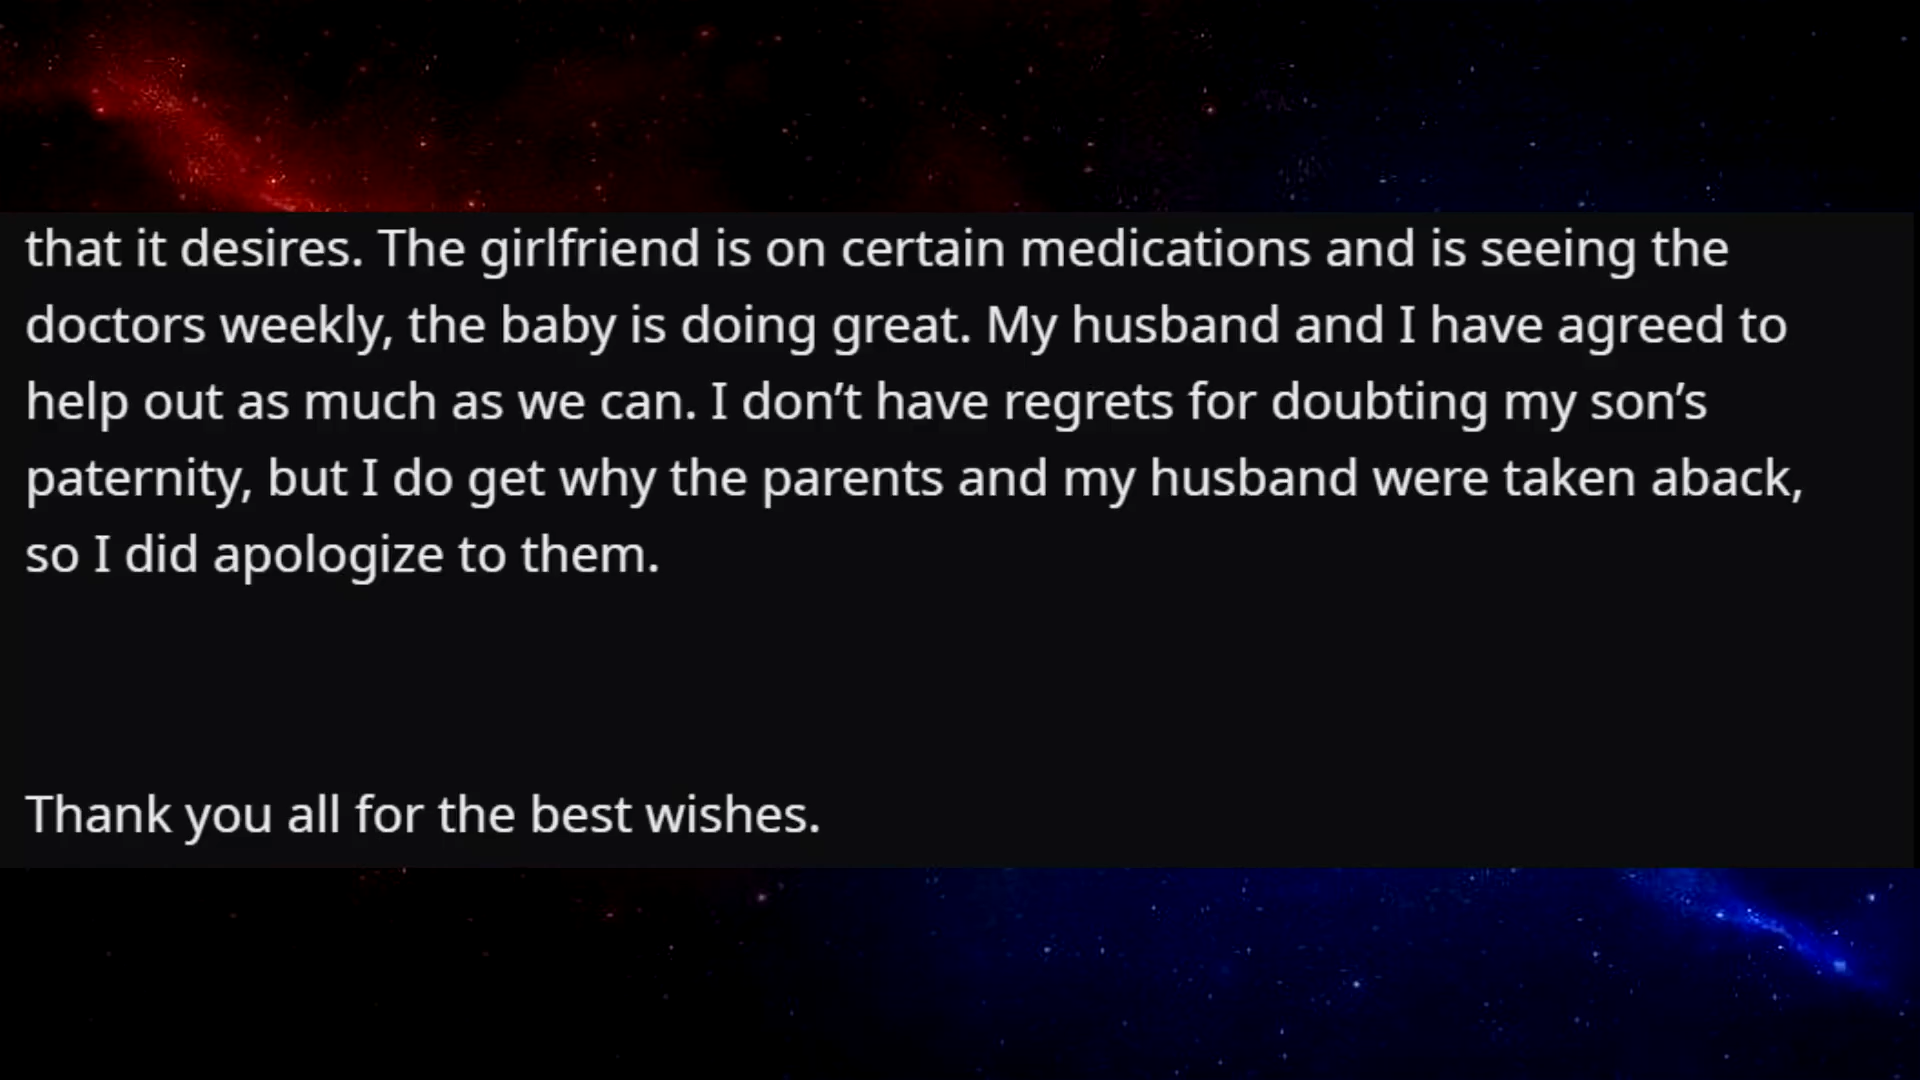 that it desires. The girlfriend is on certain medications and is seeing the
doctors weekly, the baby is doing great. My husband and I have agreed to
help out as much as we can. I don’t have regrets for doubting my son’s
paternity, but I do get why the parents and my husband were taken aback,
so I did apologize to them.
Thank you all for the best wishes.